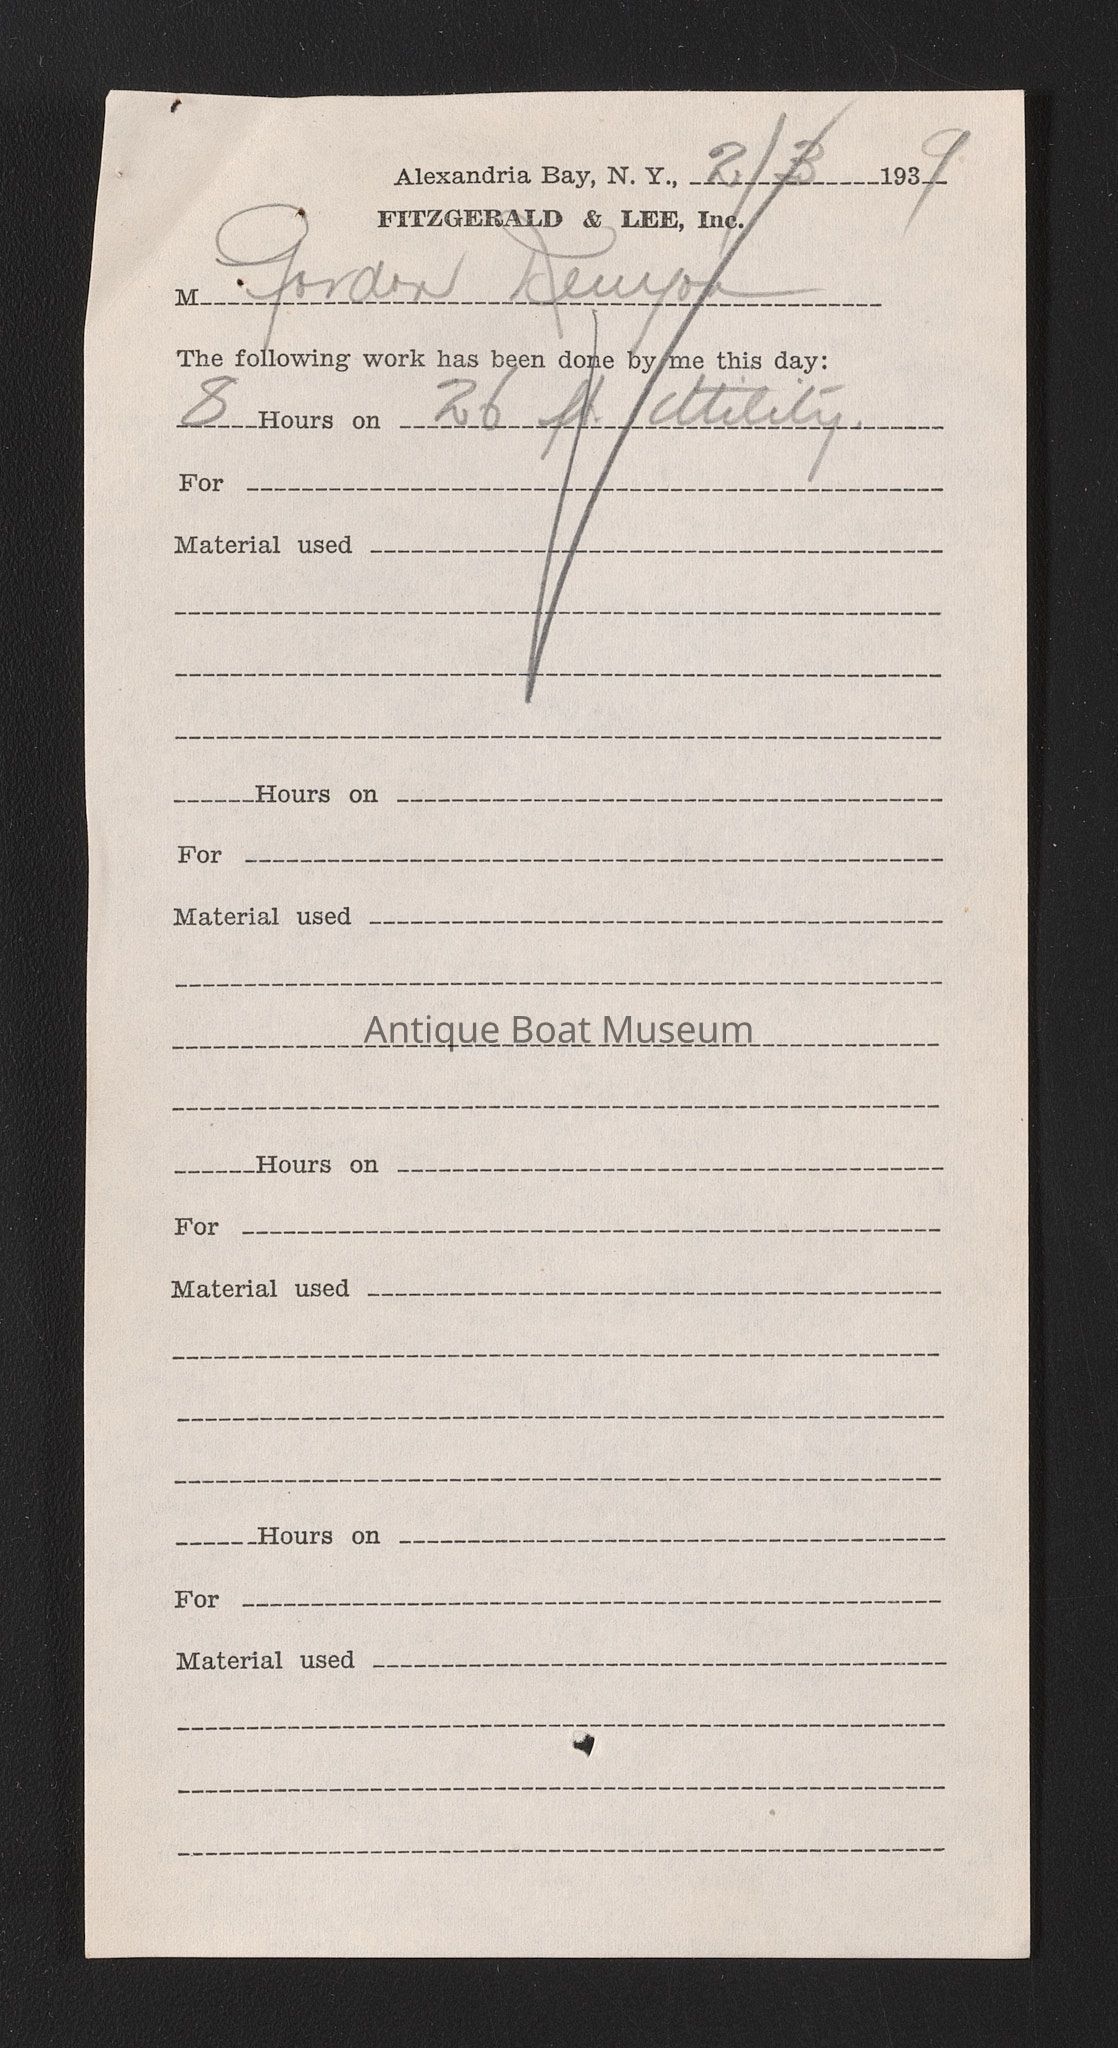 Alexandria Bay, N. Y., 2/3 1939
FITZGERALD & LEE, Inc.
M Gordon Kenyon
The following work has been done by me this day:
8 Hours on 26 ft. Utility.
For
Material used
Hours on
For
Material used
Antique Boat Museum
Hours on
For
Material used
Hours on
For
Material used